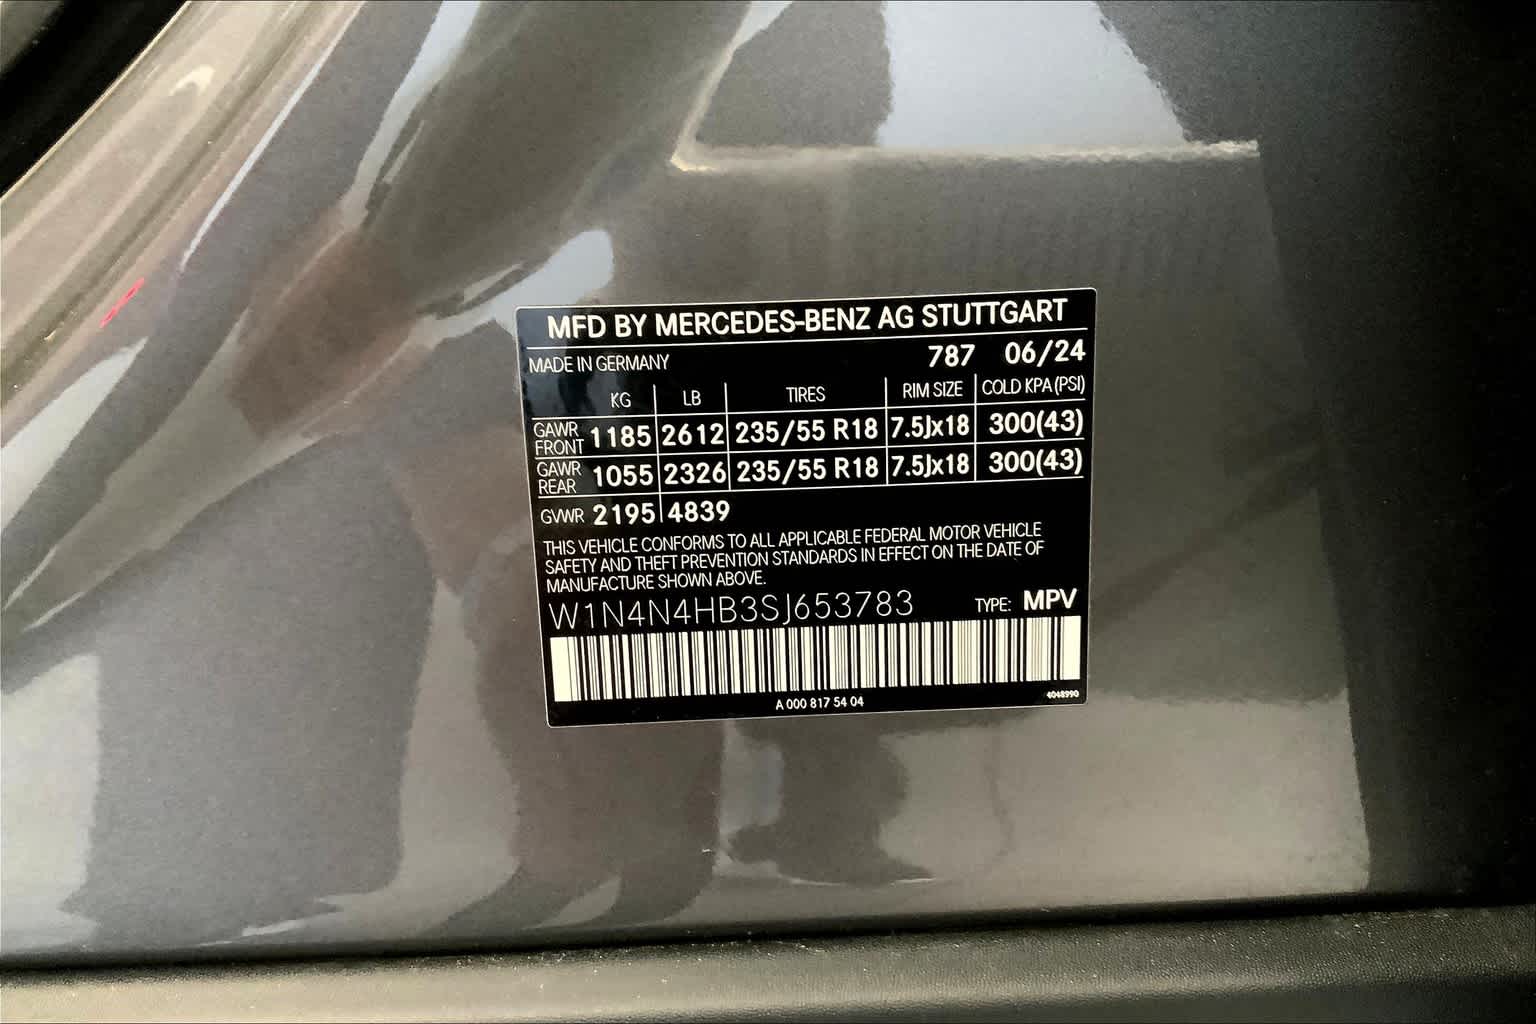 MFD BY MERCEDES-BENZ AG STUTTGART
MADE IN GERMANY 787 06/24
KG LB TIRES RIM SIZE COLD KPA (PSI)
GAWR FRONT 1185 2612 235/55 R18 7.5Jx18 300(43)
GAWR REAR 1055 2326 235/55 R18 7.5Jx18 300(43)
GVWR 2195 4839
THIS VEHICLE CONFORMS TO ALL APPLICABLE FEDERAL MOTOR VEHICLE
SAFETY AND THEFT PREVENTION STANDARDS IN EFFECT ON THE DATE OF
MANUFACTURE SHOWN ABOVE.
W1N4N4HB3SJ653783 TYPE: MPV
A 000 817 54 04 4048990